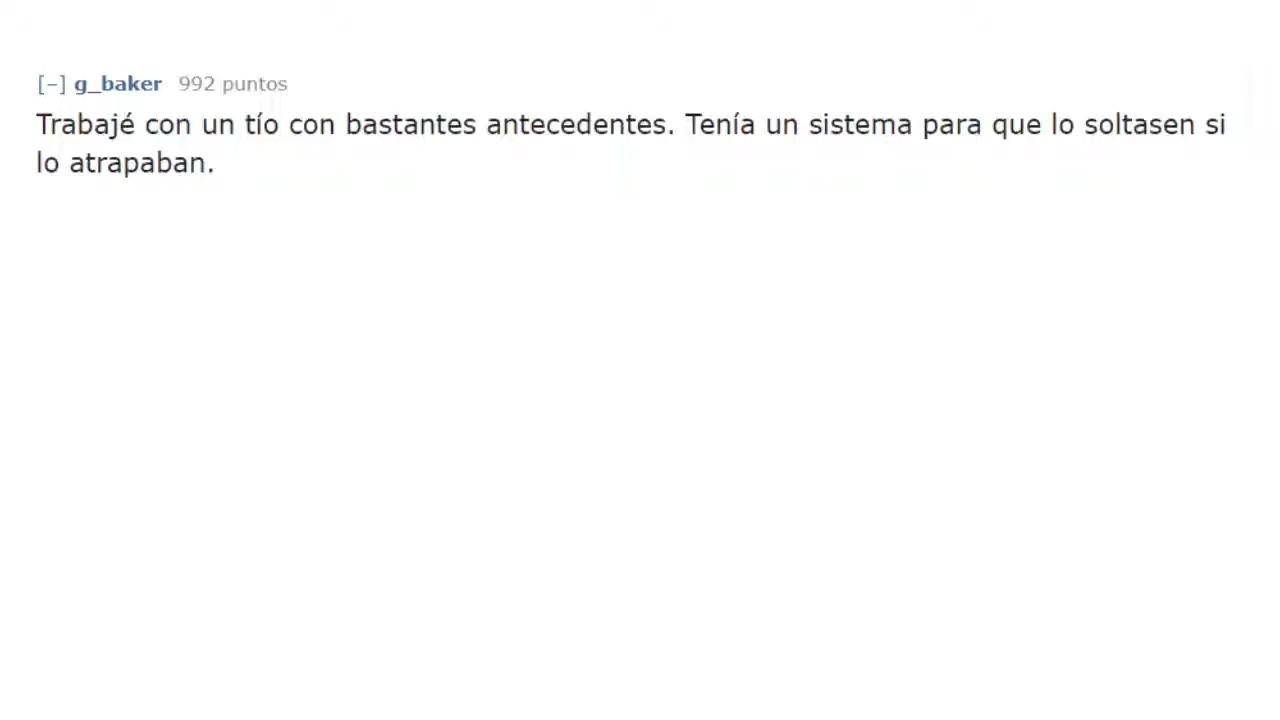 [–] g_baker 992 puntos
Trabajé con un tío con bastantes antecedentes. Tenía un sistema para que lo soltasen si
lo atrapaban.